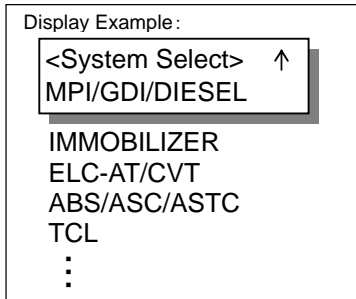 Display Example:
<System Select> ↑
MPI/GDI/DIESEL
IMMOBILIZER
ELC-AT/CVT
ABS/ASC/ASTC
TCL
⋮